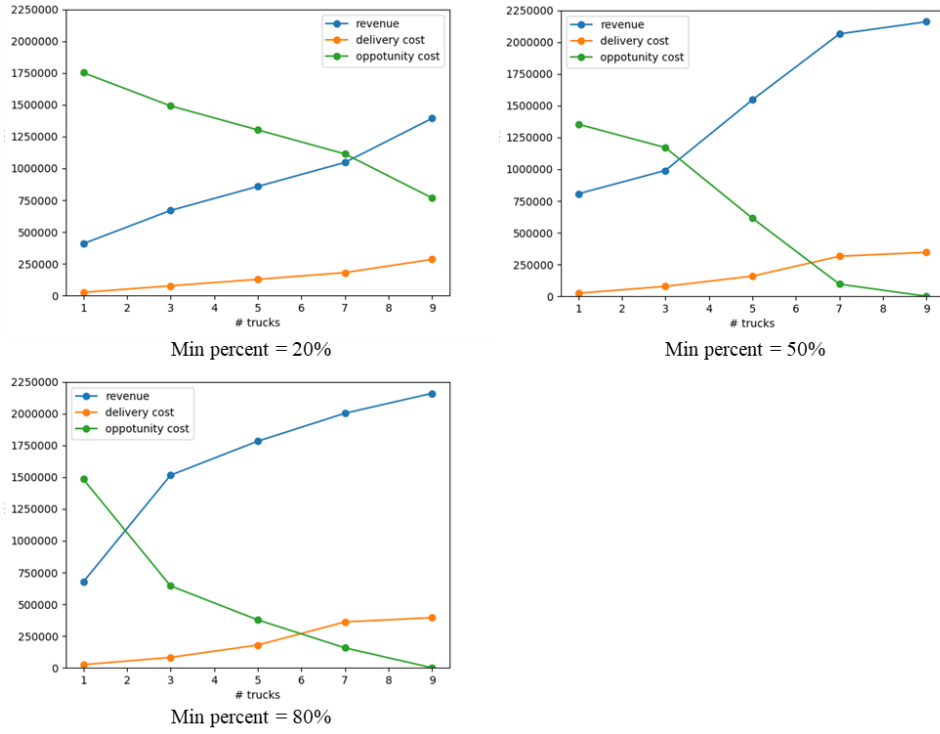 2250000
2000000
1750000
1500000
1250000
1000000
750000
500000
250000
0
revenue
delivery cost
oppotunity cost
1 2 3 4 5 6 7 8 9
# trucks
Min percent = 20%
2250000
2000000
1750000
1500000
1250000
1000000
750000
500000
250000
0
revenue
delivery cost
oppotunity cost
1 2 3 4 5 6 7 8 9
# trucks
Min percent = 50%
2250000
2000000
1750000
1500000
1250000
1000000
750000
500000
250000
0
revenue
delivery cost
oppotunity cost
1 2 3 4 5 6 7 8 9
# trucks
Min percent = 80%